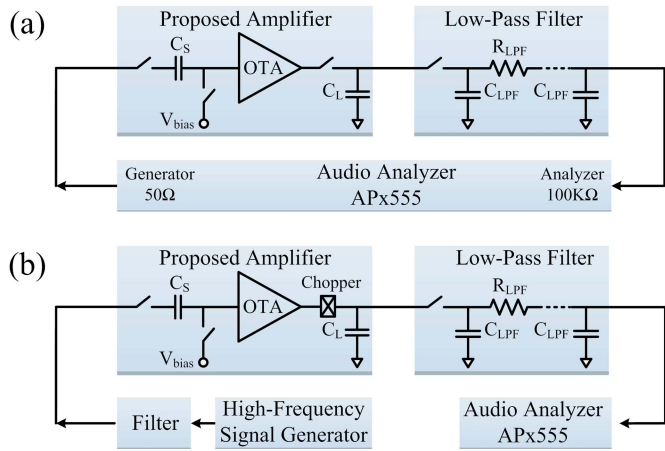 (a)
Proposed Amplifier
Low-Pass Filter
CS
OTA
CL
Vbias
RLPF
CLPF
CLPF
Generator
50Ω
Audio Analyzer
APx555
Analyzer
100KΩ
(b)
Proposed Amplifier
Low-Pass Filter
CS
OTA
Chopper
CL
Vbias
RLPF
CLPF
CLPF
Filter
High-Frequency
Signal Generator
Audio Analyzer
APx555